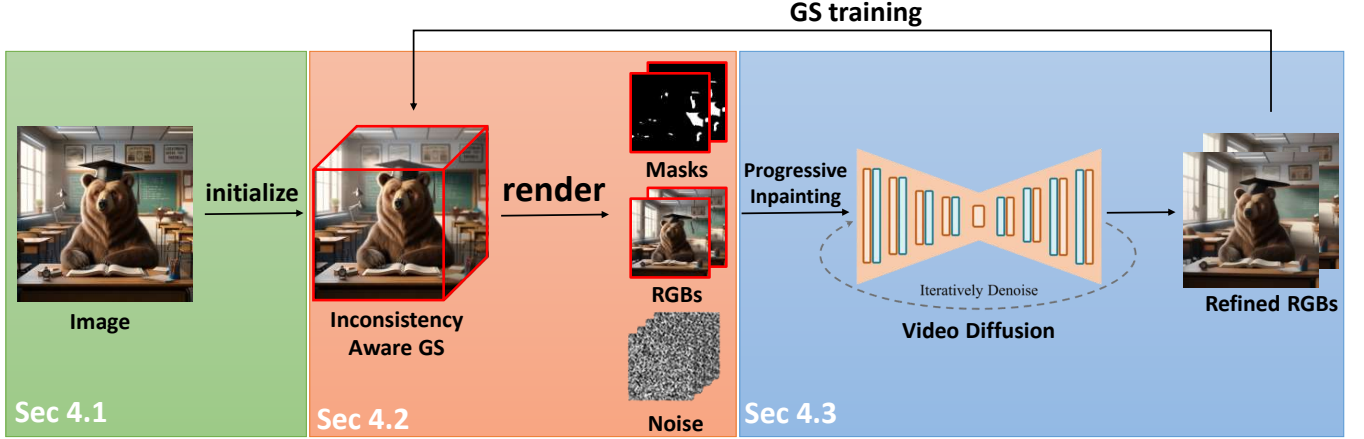 GS training
initialize
Image
Sec 4.1
Inconsistency
Aware GS
render
Masks
RGBs
Noise
Sec 4.2
Progressive
Inpainting
Iteratively Denoise
Video Diffusion
Refined RGBs
Sec 4.3